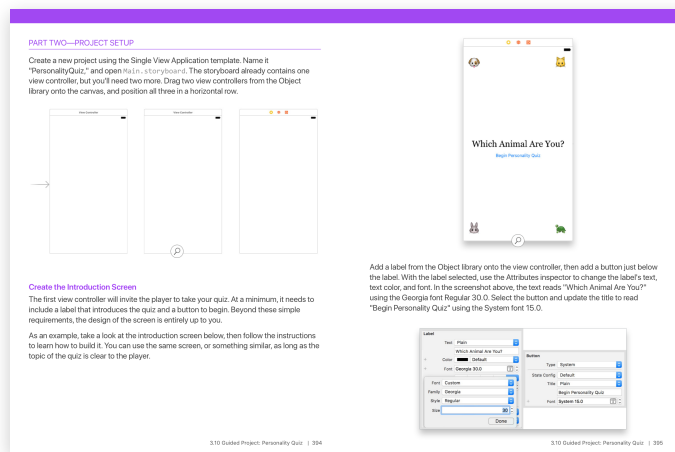 PART TWO—PROJECT SETUP
Create a new project using the Single View Application template. Name it
"PersonalityQuiz," and open Main.storyboard. The storyboard already contains one
view controller, but you'll need two more. Drag two view controllers from the Object
library onto the canvas, and position all three in a horizontal row.
View Controller
View Controller
Create the Introduction Screen
The first view controller will invite the player to take your quiz. At a minimum, it needs to
include a label that introduces the quiz and a button to begin. Beyond these simple
requirements, the design of the screen is entirely up to you.
As an example, take a look at the introduction screen below, then follow the instructions
to learn how to build it. You can use the same screen, or something similar, as long as the
topic of the quiz is clear to the player.
3.10 Guided Project: Personality Quiz | 394
Which Animal Are You?
Begin Personality Quiz
Add a label from the Object library onto the view controller, then add a button just below
the label. With the label selected, use the Attributes inspector to change the label's text,
text color, and font. In the screenshot above, the text reads "Which Animal Are You?"
using the Georgia font Regular 30.0. Select the button and update the title to read
"Begin Personality Quiz" using the System font 15.0.
Label
Text Plain
Which Animal Are You?
Color Default
Font Georgia 30.0
Font Custom
Family Georgia
Style Regular
Size 30
Done
Button
Type System
State Config Default
Title Plain
Begin Personality Quiz
Font System 15.0
3.10 Guided Project: Personality Quiz | 395